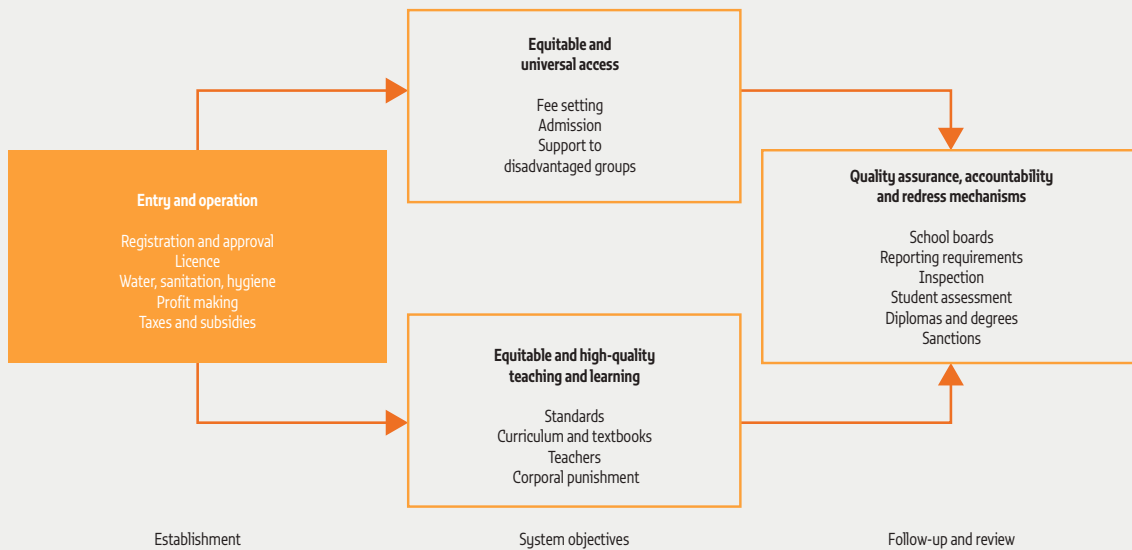 Equitable and
universal access
Fee setting
Admission
Support to
disadvantaged groups
Entry and operation
Registration and approval
Licence
Water, sanitation, hygiene
Profit making
Taxes and subsidies
Quality assurance, accountability
and redress mechanisms
School boards
Reporting requirements
Inspection
Student assessment
Diplomas and degrees
Sanctions
Equitable and high-quality
teaching and learning
Standards
Curriculum and textbooks
Teachers
Corporal punishment
Establishment
System objectives
Follow-up and review